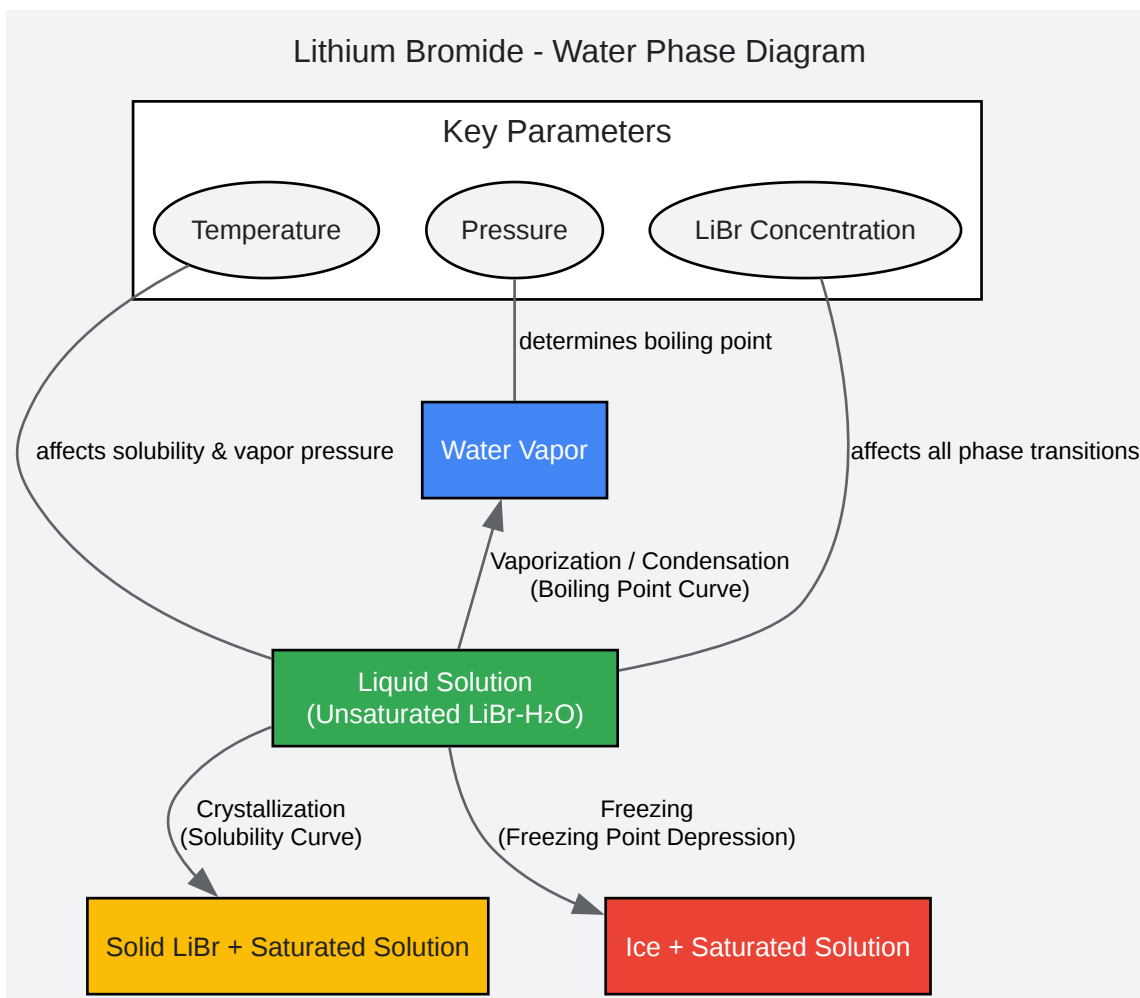 Lithium Bromide - Water Phase Diagram
Key Parameters
Temperature
Pressure
LiBr Concentration
determines boiling point
affects solubility & vapor pressure
Water Vapor
affects all phase transitions
Vaporization / Condensation
(Boiling Point Curve)
Liquid Solution
(Unsaturated LiBr-H₂O)
Crystallization
(Solubility Curve)
Freezing
(Freezing Point Depression)
Solid LiBr + Saturated Solution
Ice + Saturated Solution